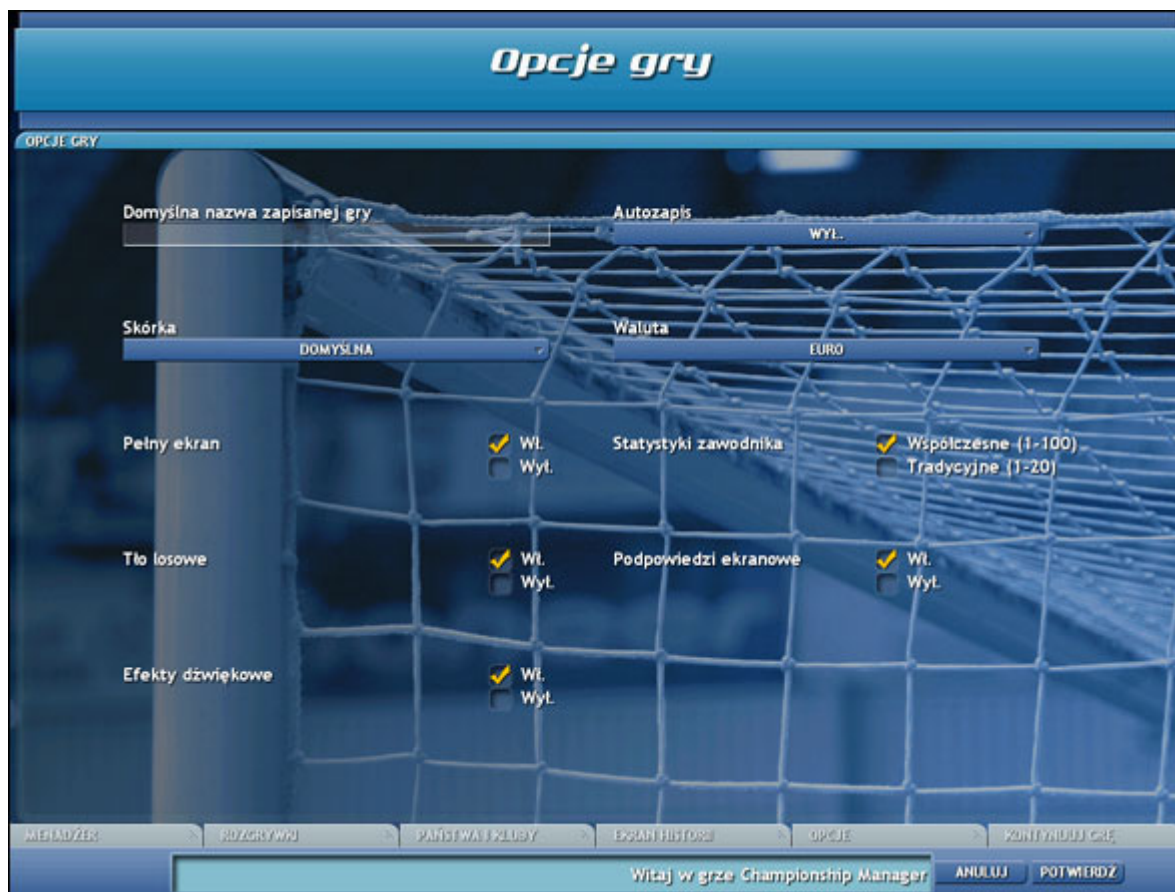 Opcje gry
OPCJE GRY
Domyślna nazwa zapisanej gry
Autozapis
WYŁ.
Skórka
Waluta
DOMYŚLNA
EURO
Pełny ekran
Wł.
Wył.
Statystyki zawodnika
Współczesne (1-100)
Tradycyjne (1-20)
Tło losowe
Wł.
Wył.
Podpowiedzi ekranowe
Wł.
Wył.
Efekty dźwiękowe
Wł.
Wył.
MENADŻER
ROZGRYWKI
PAŃSTWA I KLUBY
EKRAN HISTORII
OPCJE
KONTYNUUJ GRĘ
Witaj w grze Championship Manager
ANULUJ
POTWIERDŹ